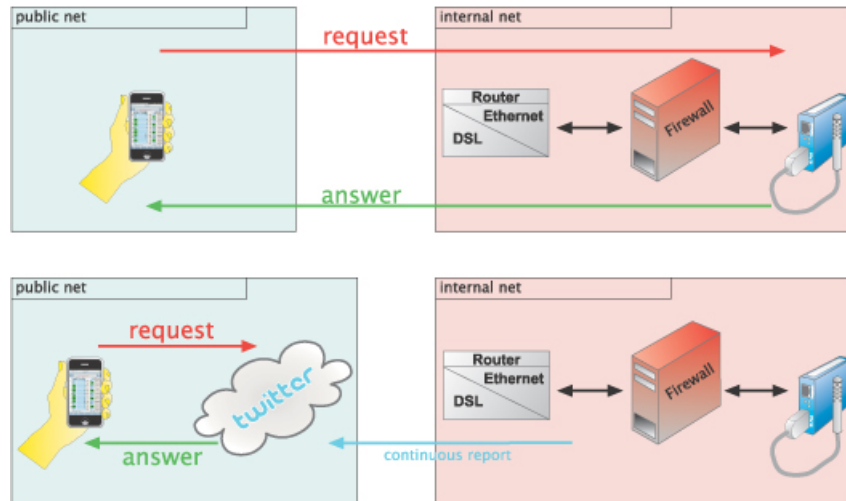 public net
internal net
request
Router
Ethernet
DSL
Firewall
answer
public net
internal net
request
twitter
Router
Ethernet
DSL
Firewall
answer
continuous report